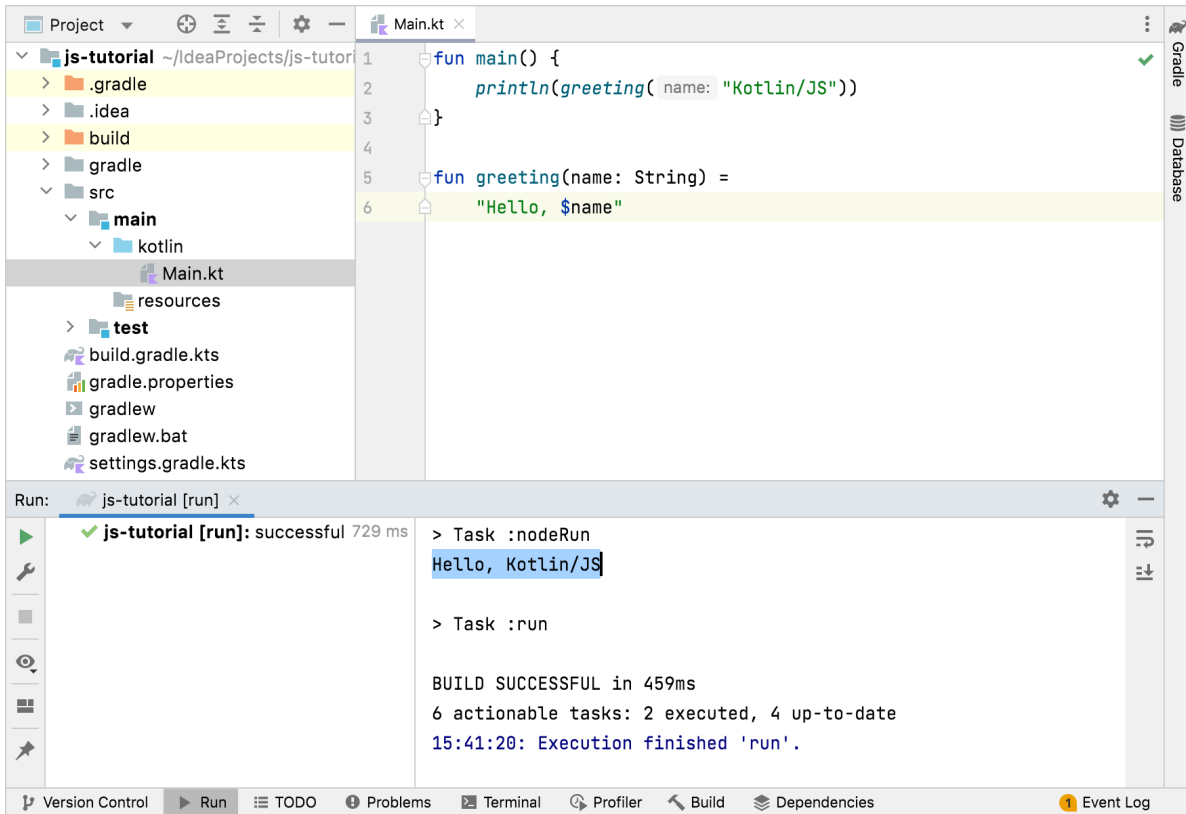 Project
js-tutorial ~/IdeaProjects/js-tutori
.gradle
.idea
build
gradle
src
main
kotlin
Main.kt
resources
test
build.gradle.kts
gradle.properties
gradlew
gradlew.bat
settings.gradle.kts
Main.kt
1 fun main() {
2 println(greeting( name: "Kotlin/JS"))
3 }
4
5 fun greeting(name: String) =
6 "Hello, $name"
Gradle
Database
Run: js-tutorial [run]
js-tutorial [run]: successful 729 ms
> Task :nodeRun
Hello, Kotlin/JS
> Task :run
BUILD SUCCESSFUL in 459ms
6 actionable tasks: 2 executed, 4 up-to-date
15:41:20: Execution finished 'run'.
Version Control Run TODO Problems Terminal Profiler Build Dependencies 1 Event Log